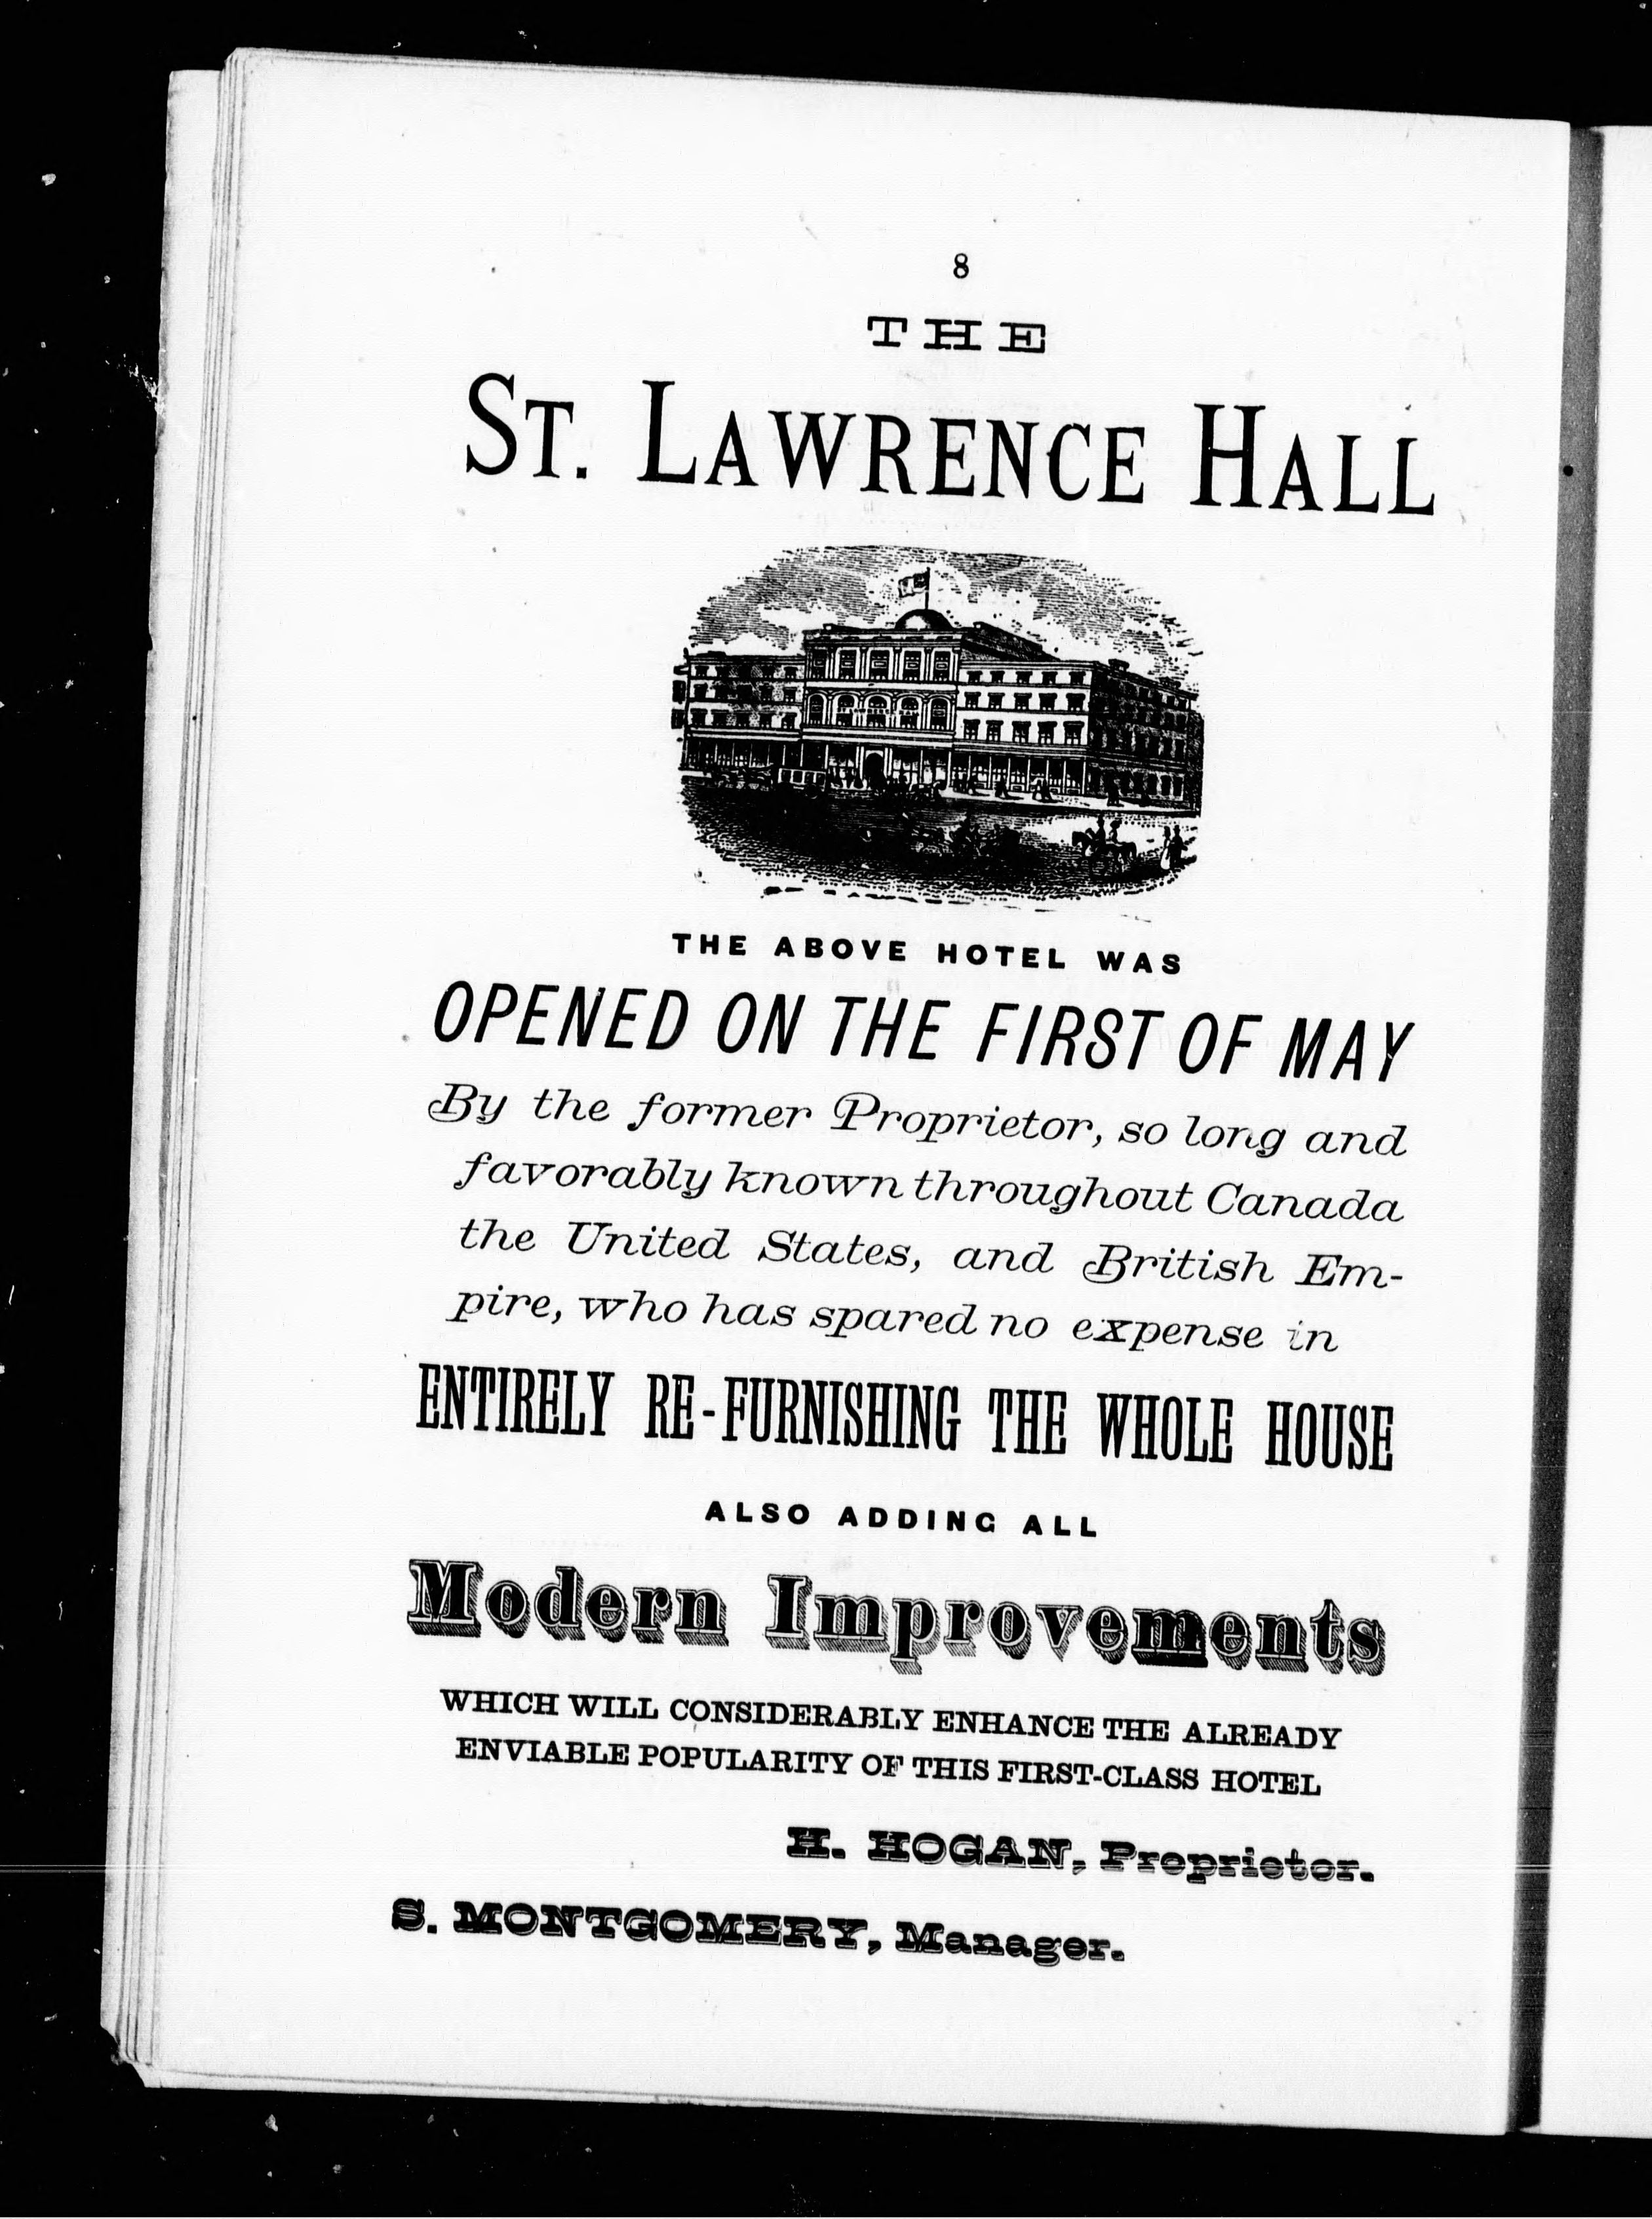 8
THE
ST. LAWRENCE HALL
THE ABOVE HOTEL WAS
OPENED ON THE FIRST OF MAY
By the former Proprietor, so long and
favorably known throughout Canada
the United States, and British Em-
pire, who has spared no expense in
ENTIRELY RE-FURNISHING THE WHOLE HOUSE
ALSO ADDING ALL
Modern Improvements
WHICH WILL CONSIDERABLY ENHANCE THE ALREADY
ENVIABLE POPULARITY OF THIS FIRST-CLASS HOTEL
H. HOGAN, Proprietor.
S. MONTGOMERY, Manager.